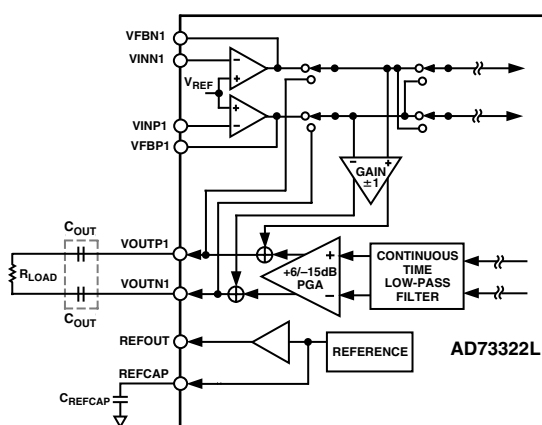 VFBN1
VINN1
VREF
VINP1
VFBP1
GAIN
±1
COUT
VOUTP1
RLOAD
+6/–15dB
PGA
CONTINUOUS
TIME
LOW-PASS
FILTER
VOUTN1
COUT
REFOUT
REFERENCE
AD73322L
REFCAP
CREFCAP